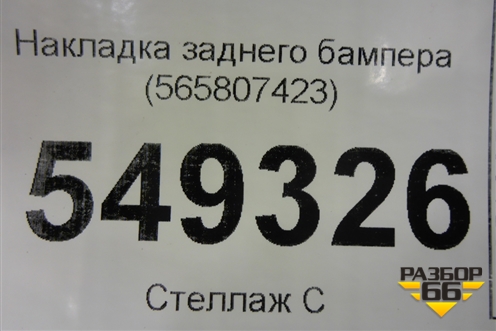 Накладка заднего бампера
(565807423)
549326
Стеллаж С
РАЗБОР
66